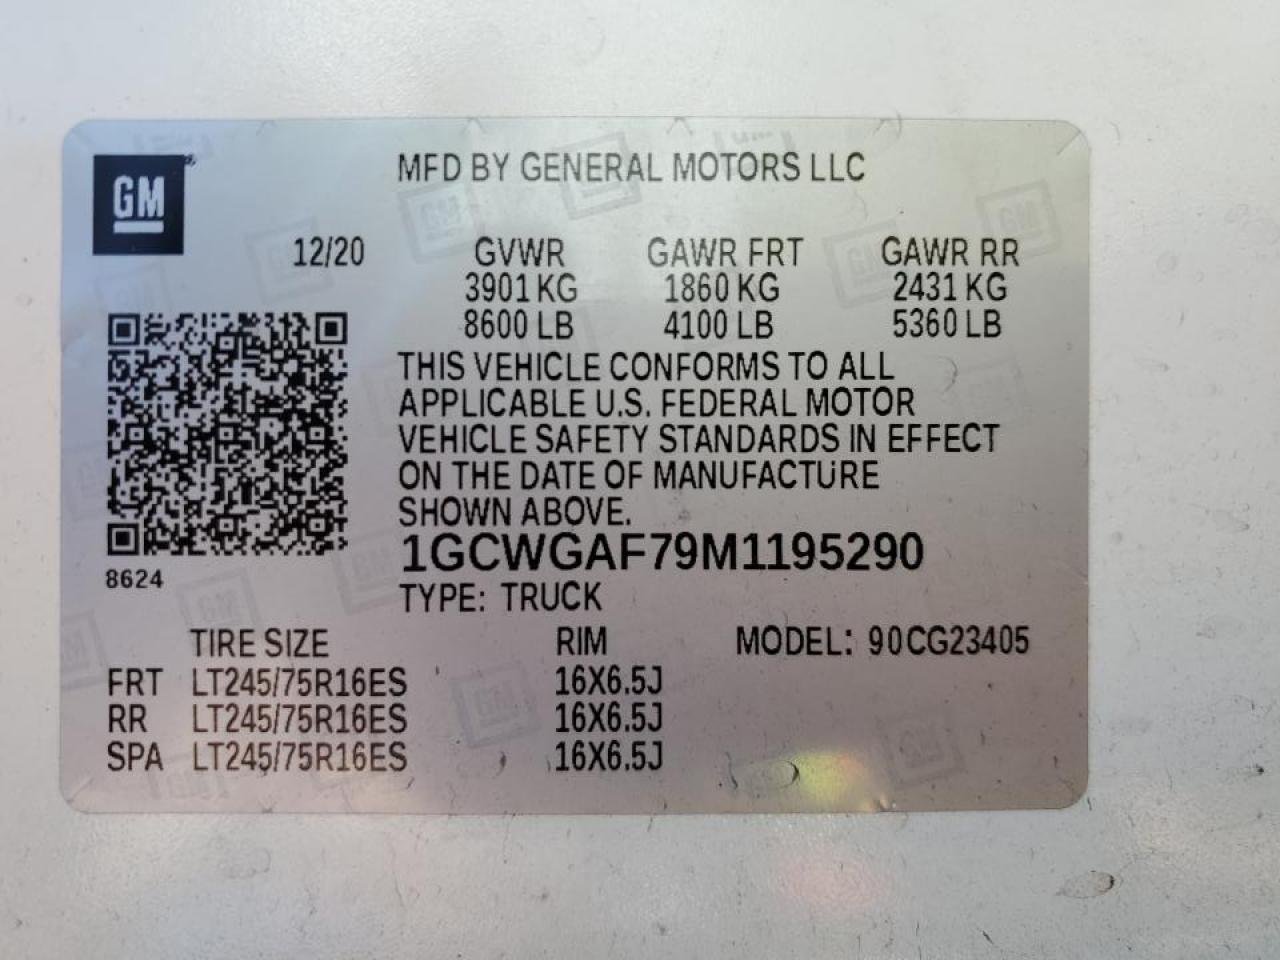 GM
MFD BY GENERAL MOTORS LLC
12/20 GVWR GAWR FRT GAWR RR
3901 KG 1860 KG 2431 KG
8600 LB 4100 LB 5360 LB
THIS VEHICLE CONFORMS TO ALL
APPLICABLE U.S. FEDERAL MOTOR
VEHICLE SAFETY STANDARDS IN EFFECT
ON THE DATE OF MANUFACTURE
SHOWN ABOVE.
1GCWGAF79M1195290
8624
TYPE: TRUCK
TIRE SIZE RIM MODEL: 90CG23405
FRT LT245/75R16ES 16X6.5J
RR LT245/75R16ES 16X6.5J
SPA LT245/75R16ES 16X6.5J